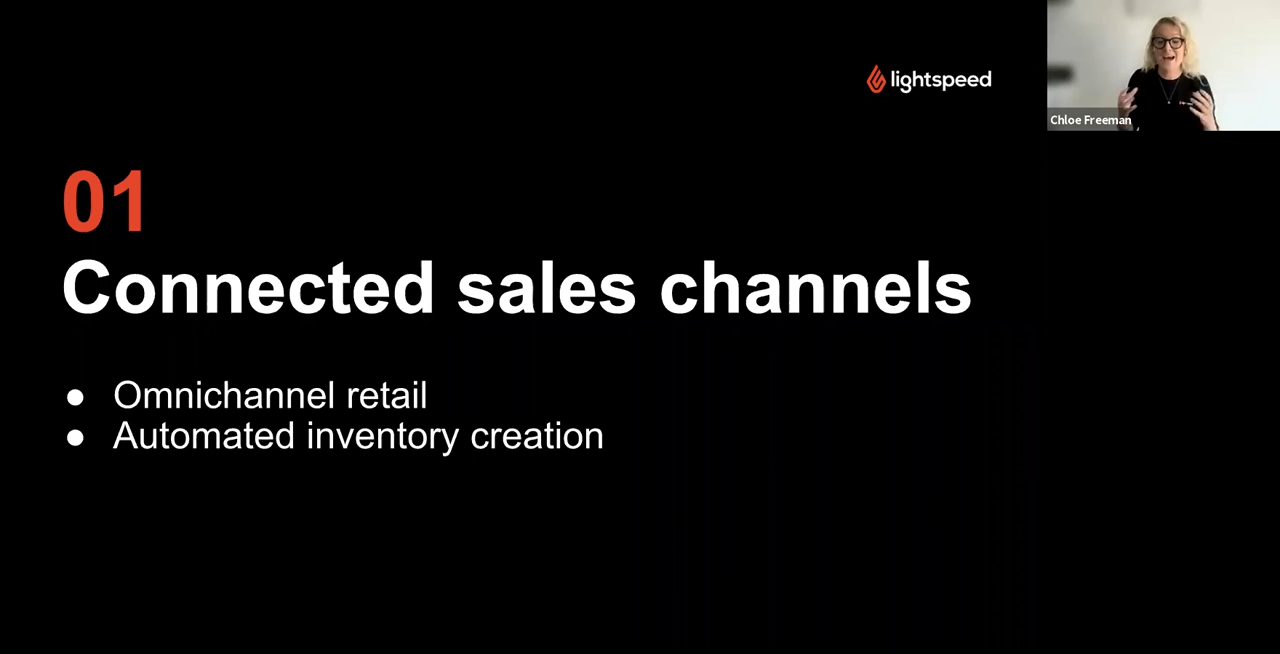 lightspeed
Chloe Freeman
01
Connected sales channels
● Omnichannel retail
● Automated inventory creation